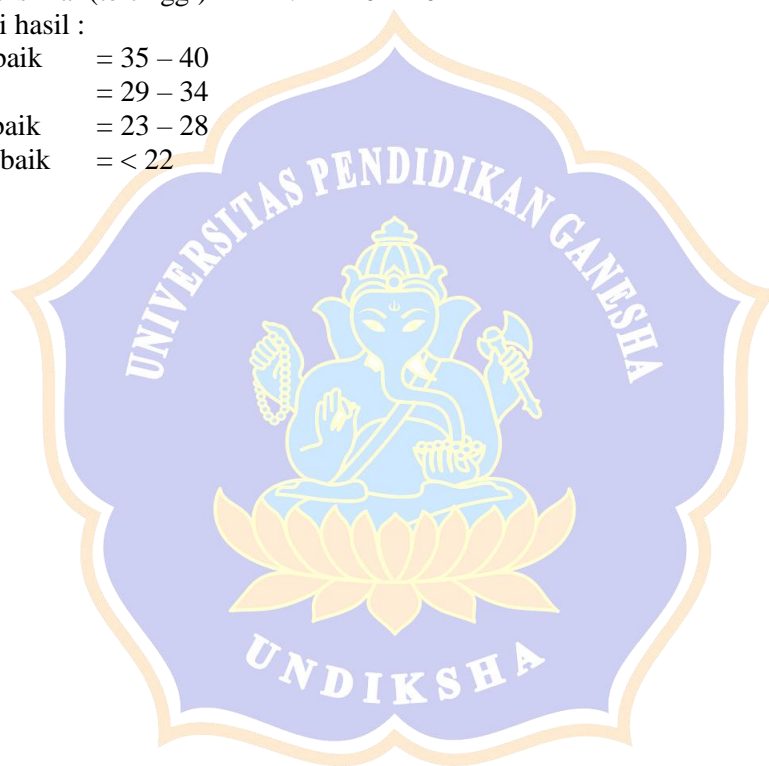 i hasil :
baik = 35 – 40
= 29 – 34
baik = 23 – 28
baik = < 22
UNIVERSITAS PENDIDIKAN GANESHA
UNDIKSHA